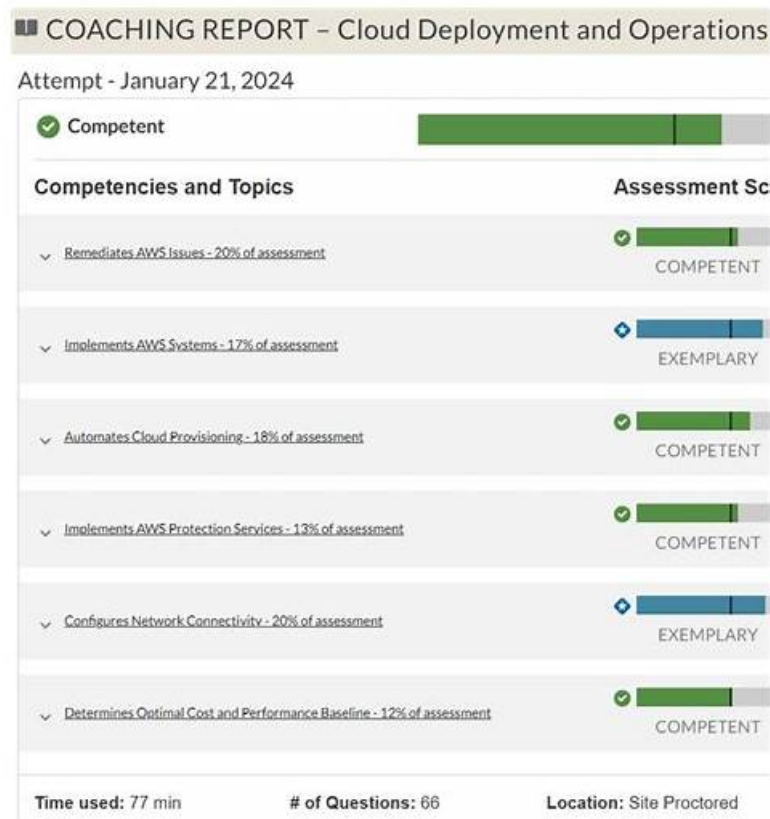 COACHING REPORT – Cloud Deployment and Operations
Attempt - January 21, 2024
Competent
Competencies and Topics
Assessment Sc
Remediates AWS Issues - 20% of assessment
COMPETENT
Implements AWS Systems - 17% of assessment
EXEMPLARY
Automates Cloud Provisioning - 18% of assessment
COMPETENT
Implements AWS Protection Services - 13% of assessment
COMPETENT
Configures Network Connectivity - 20% of assessment
EXEMPLARY
Determines Optimal Cost and Performance Baseline - 12% of assessment
COMPETENT
Time used: 77 min # of Questions: 66 Location: Site Proctored